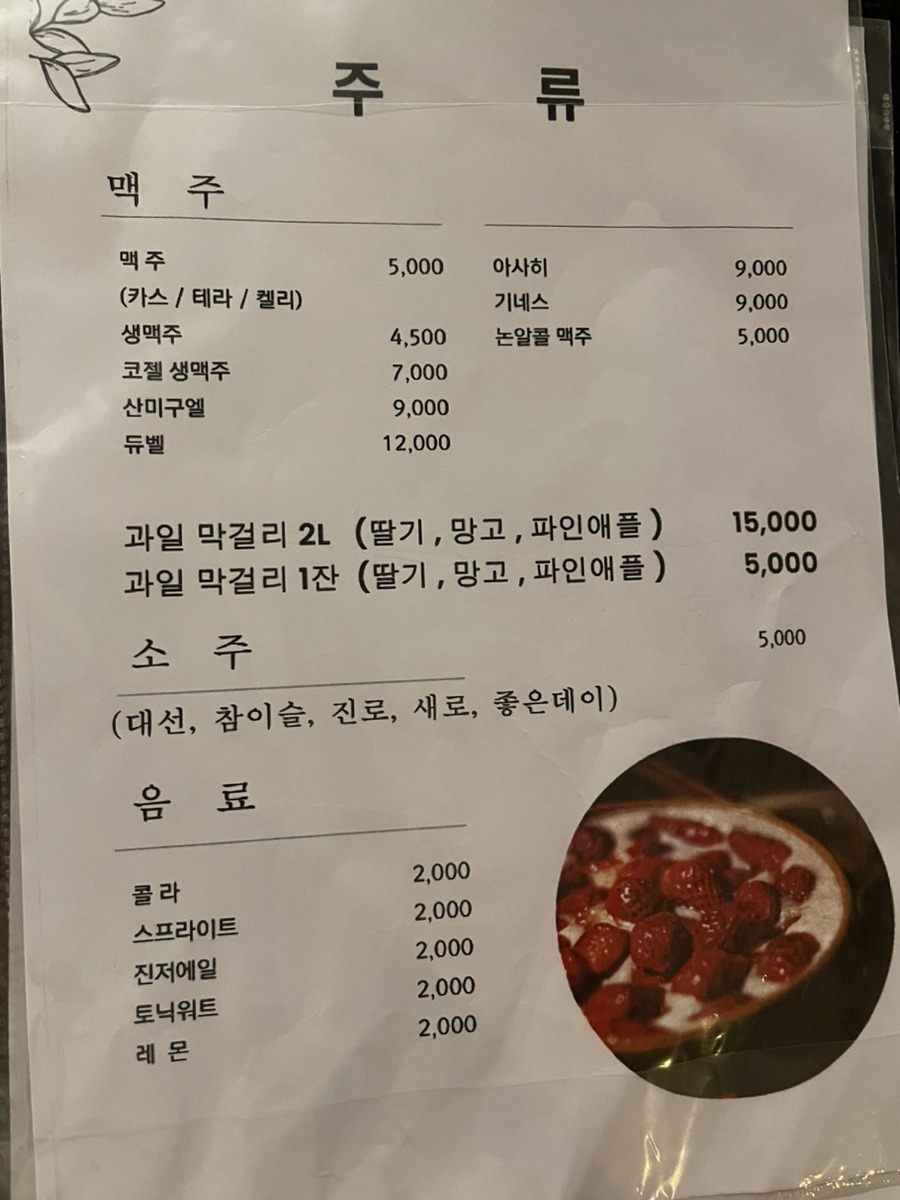 주 류
맥 주
맥 주 5,000
(카스 / 테라 / 켈리)
생맥주 4,500
코젤 생맥주 7,000
산미구엘 9,000
듀벨 12,000
아사히 9,000
기네스 9,000
논알콜 맥주 5,000
과일 막걸리 2L (딸기 , 망고 , 파인애플 ) 15,000
과일 막걸리 1잔 (딸기 , 망고 , 파인애플 ) 5,000
소 주 5,000
(대선, 참이슬, 진로, 새로, 좋은데이)
음 료
콜 라 2,000
스프라이트 2,000
진저에일 2,000
토닉워트 2,000
레 몬 2,000